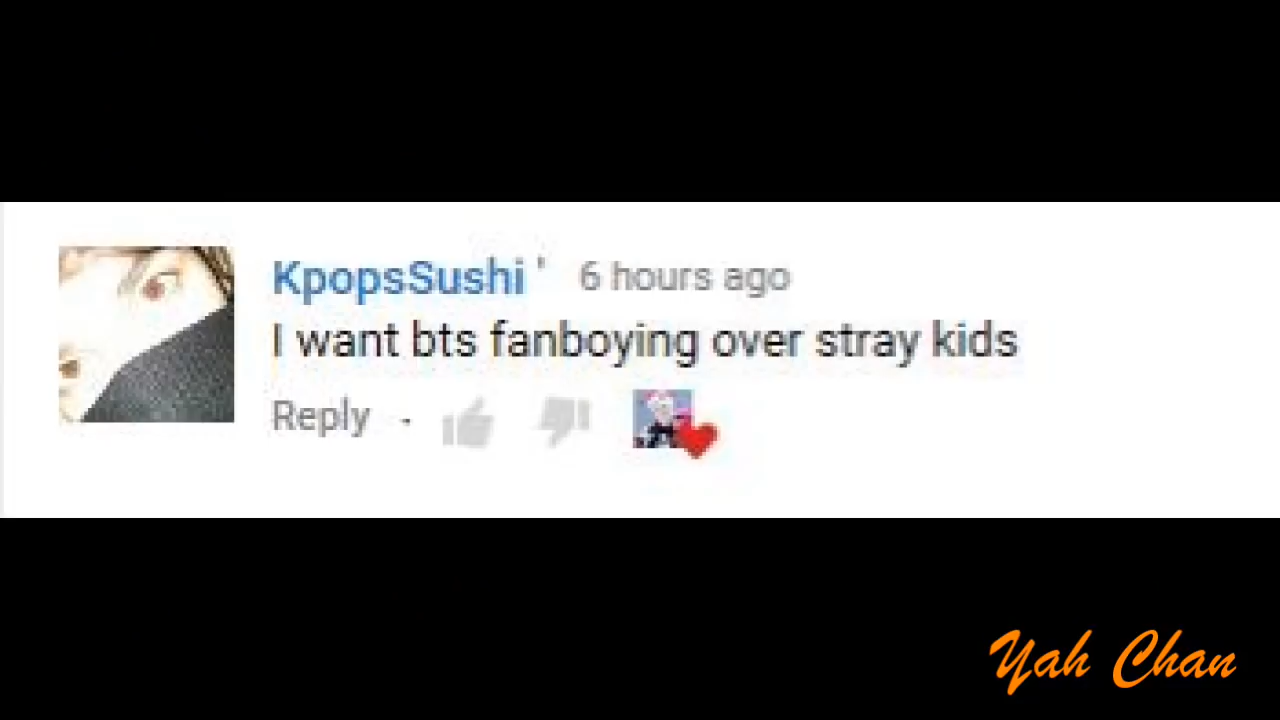 KpopsSushi ' 6 hours ago
I want bts fanboying over stray kids
Reply
Yah Chan